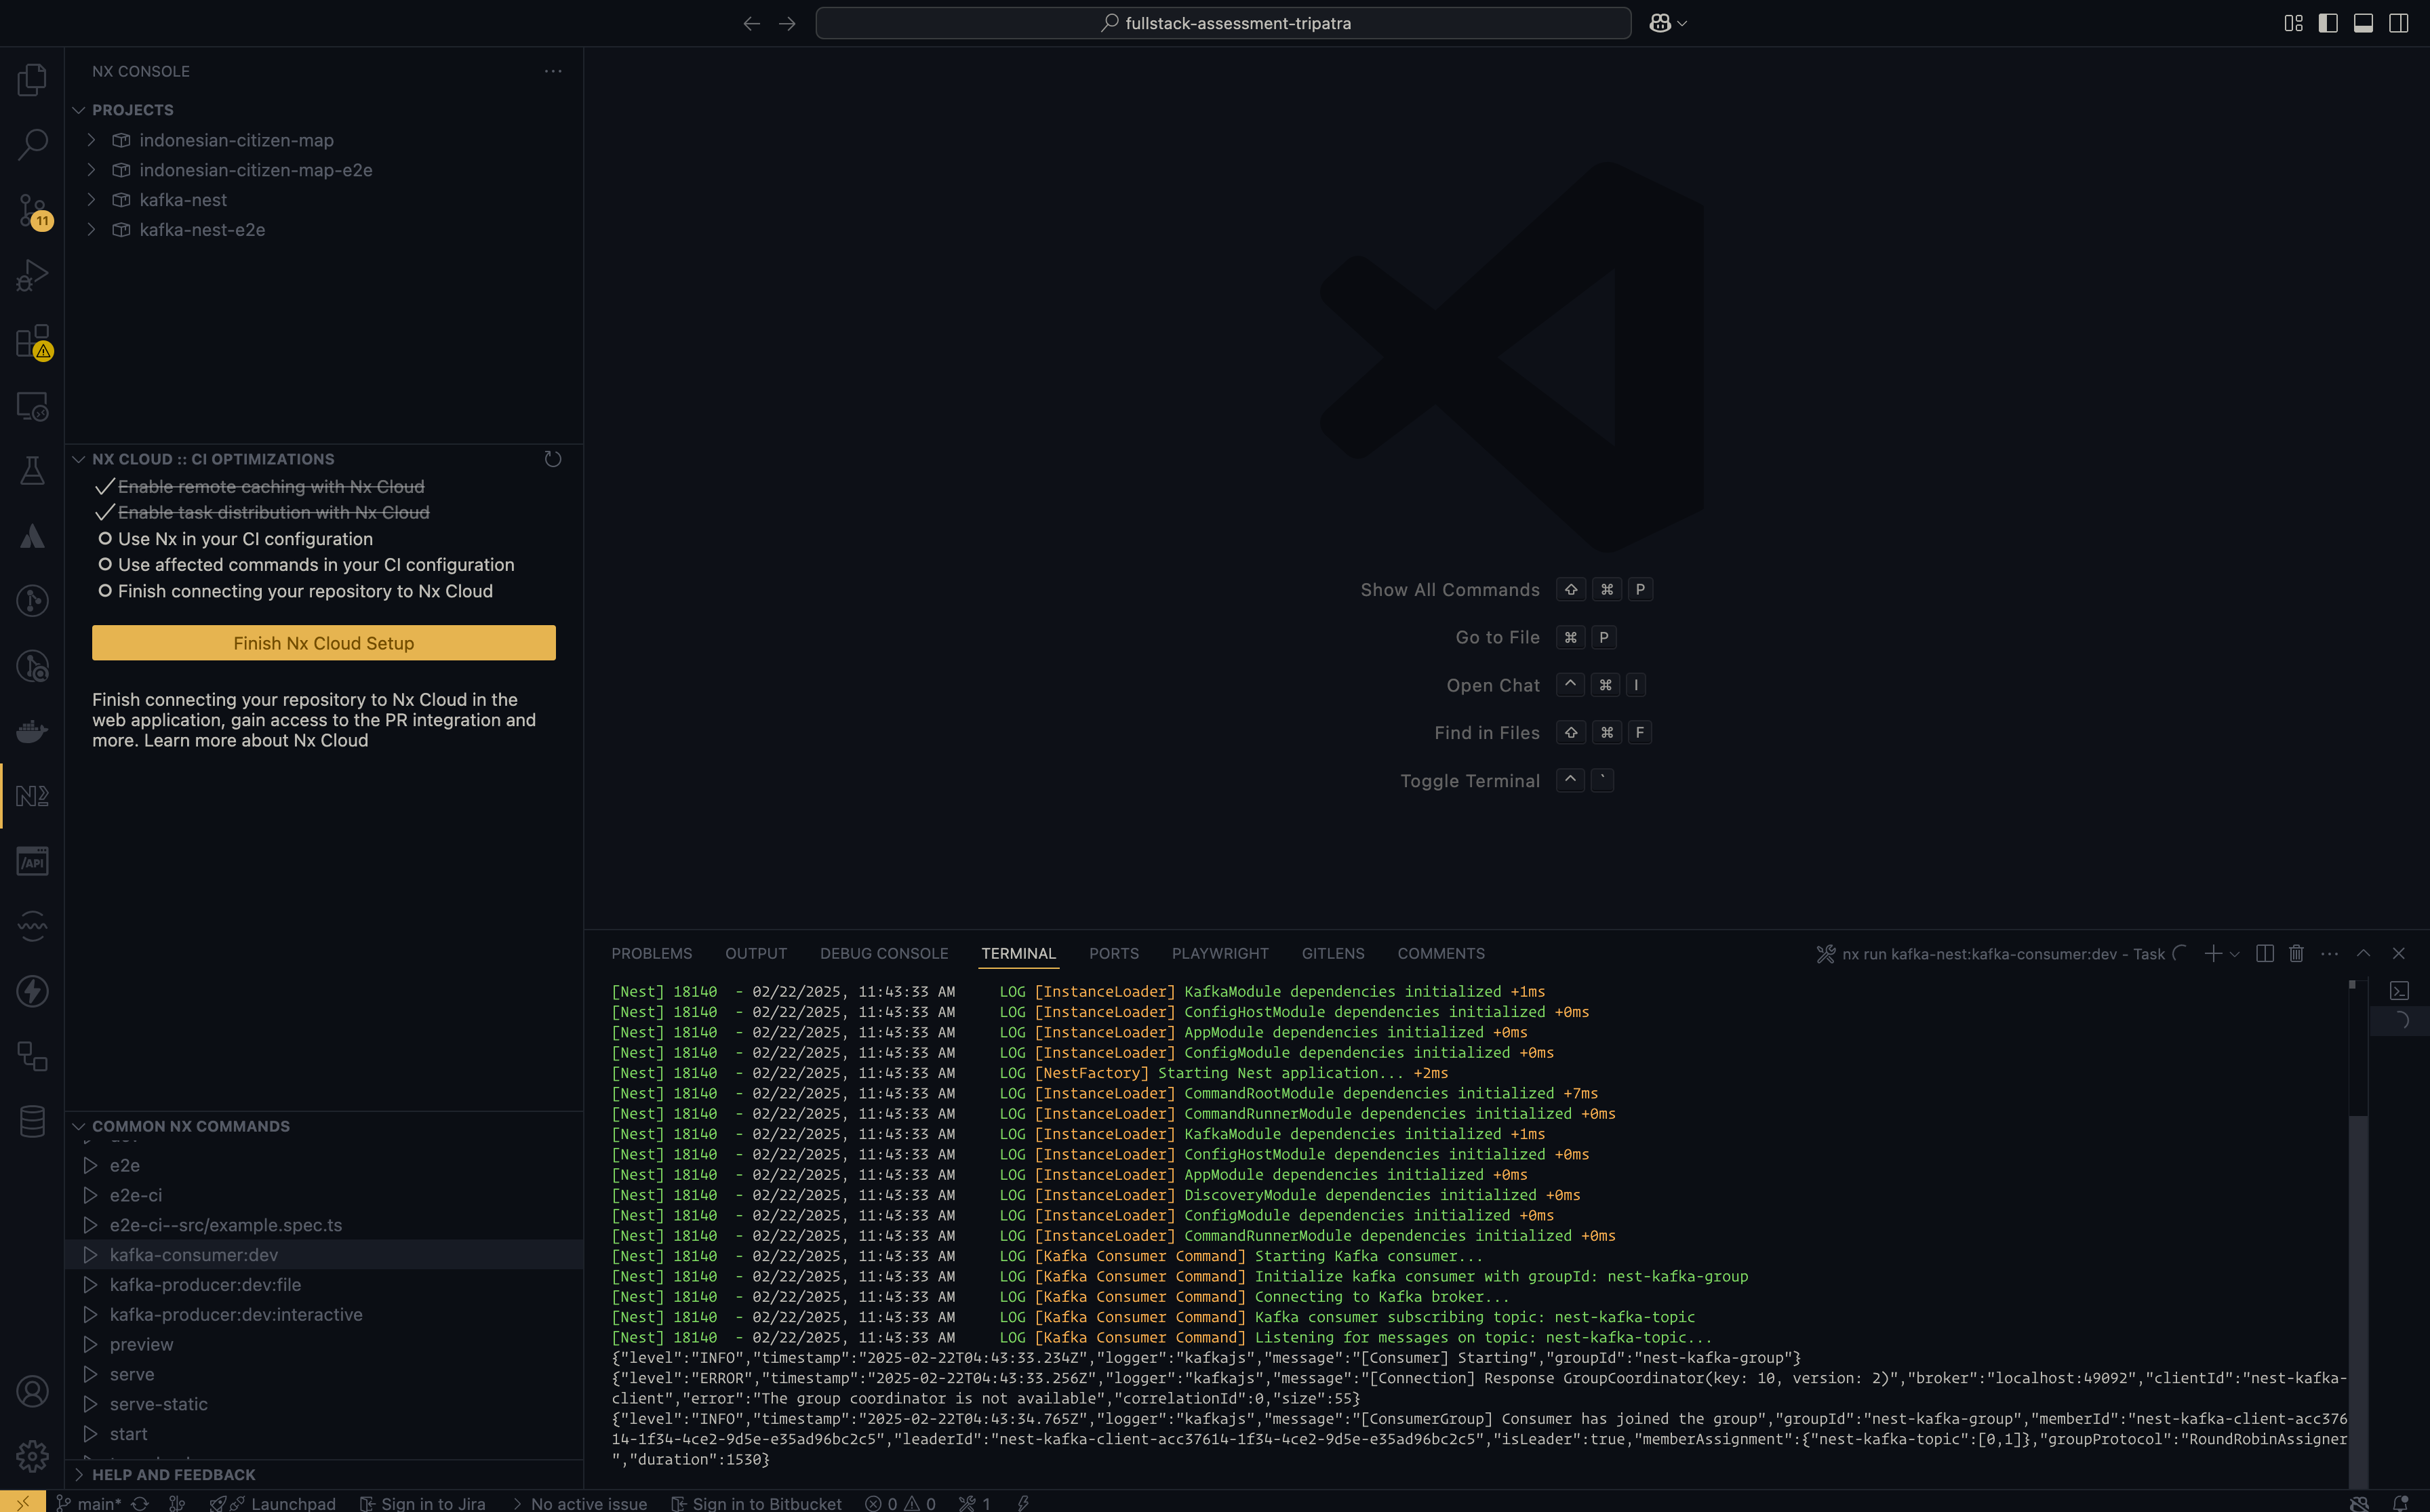 fullstack-assessment-tripatra
NX CONSOLE
PROJECTS
indonesian-citizen-map
indonesian-citizen-map-e2e
kafka-nest
kafka-nest-e2e
11
NX CLOUD :: CI OPTIMIZATIONS
Enable remote caching with Nx Cloud
Enable task distribution with Nx Cloud
Use Nx in your CI configuration
Use affected commands in your CI configuration
Finish connecting your repository to Nx Cloud
Finish Nx Cloud Setup
Finish connecting your repository to Nx Cloud in the
web application, gain access to the PR integration and
more. Learn more about Nx Cloud
/API
COMMON NX COMMANDS
e2e
e2e-ci
e2e-ci--src/example.spec.ts
kafka-consumer:dev
kafka-producer:dev:file
kafka-producer:dev:interactive
preview
serve
serve-static
start
HELP AND FEEDBACK
Show All Commands ⇧ ⌘ P
Go to File ⌘ P
Open Chat ^ ⌘ I
Find in Files ⇧ ⌘ F
Toggle Terminal ^ `
PROBLEMS OUTPUT DEBUG CONSOLE TERMINAL PORTS PLAYWRIGHT GITLENS COMMENTS nx run kafka-nest:kafka-consumer:dev - Task
[Nest] 18140 - 02/22/2025, 11:43:33 AM LOG [InstanceLoader] KafkaModule dependencies initialized +1ms
[Nest] 18140 - 02/22/2025, 11:43:33 AM LOG [InstanceLoader] ConfigHostModule dependencies initialized +0ms
[Nest] 18140 - 02/22/2025, 11:43:33 AM LOG [InstanceLoader] AppModule dependencies initialized +0ms
[Nest] 18140 - 02/22/2025, 11:43:33 AM LOG [InstanceLoader] ConfigModule dependencies initialized +0ms
[Nest] 18140 - 02/22/2025, 11:43:33 AM LOG [NestFactory] Starting Nest application... +2ms
[Nest] 18140 - 02/22/2025, 11:43:33 AM LOG [InstanceLoader] CommandRootModule dependencies initialized +7ms
[Nest] 18140 - 02/22/2025, 11:43:33 AM LOG [InstanceLoader] CommandRunnerModule dependencies initialized +0ms
[Nest] 18140 - 02/22/2025, 11:43:33 AM LOG [InstanceLoader] KafkaModule dependencies initialized +1ms
[Nest] 18140 - 02/22/2025, 11:43:33 AM LOG [InstanceLoader] ConfigHostModule dependencies initialized +0ms
[Nest] 18140 - 02/22/2025, 11:43:33 AM LOG [InstanceLoader] AppModule dependencies initialized +0ms
[Nest] 18140 - 02/22/2025, 11:43:33 AM LOG [InstanceLoader] DiscoveryModule dependencies initialized +0ms
[Nest] 18140 - 02/22/2025, 11:43:33 AM LOG [InstanceLoader] ConfigModule dependencies initialized +0ms
[Nest] 18140 - 02/22/2025, 11:43:33 AM LOG [InstanceLoader] CommandRunnerModule dependencies initialized +0ms
[Nest] 18140 - 02/22/2025, 11:43:33 AM LOG [Kafka Consumer Command] Starting Kafka consumer...
[Nest] 18140 - 02/22/2025, 11:43:33 AM LOG [Kafka Consumer Command] Initialize kafka consumer with groupId: nest-kafka-group
[Nest] 18140 - 02/22/2025, 11:43:33 AM LOG [Kafka Consumer Command] Connecting to Kafka broker...
[Nest] 18140 - 02/22/2025, 11:43:33 AM LOG [Kafka Consumer Command] Kafka consumer subscribing topic: nest-kafka-topic
[Nest] 18140 - 02/22/2025, 11:43:33 AM LOG [Kafka Consumer Command] Listening for messages on topic: nest-kafka-topic...
{"level":"INFO","timestamp":"2025-02-22T04:43:33.234Z","logger":"kafkajs","message":"[Consumer] Starting","groupId":"nest-kafka-group"}
{"level":"ERROR","timestamp":"2025-02-22T04:43:33.256Z","logger":"kafkajs","message":"[Connection] Response GroupCoordinator(key: 10, version: 2)","broker":"localhost:49092","clientId":"nest-kafka-
client","error":"The group coordinator is not available","correlationId":0,"size":55}
{"level":"INFO","timestamp":"2025-02-22T04:43:34.765Z","logger":"kafkajs","message":"[ConsumerGroup] Consumer has joined the group","groupId":"nest-kafka-group","memberId":"nest-kafka-client-acc376
14-1f34-4ce2-9d5e-e35ad96bc2c5","leaderId":"nest-kafka-client-acc37614-1f34-4ce2-9d5e-e35ad96bc2c5","isLeader":true,"memberAssignment":{"nest-kafka-topic":[0,1]},"groupProtocol":"RoundRobinAssigner
","duration":1530}
main* Launchpad Sign in to Jira No active issue Sign in to Bitbucket 0 0 1